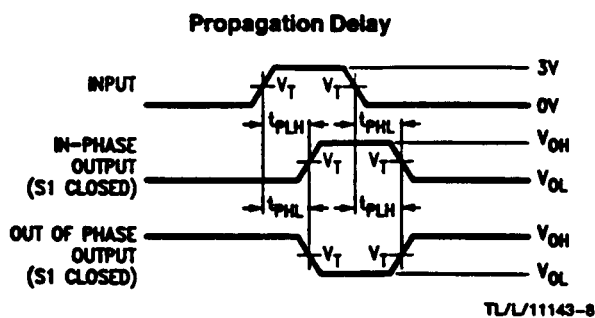 Propagation Delay
INPUT
V_T
V_T
3V
0V
t_PLH
t_PHL
IN-PHASE
OUTPUT
(S1 CLOSED)
V_T
V_T
V_OH
V_OL
t_PHL
t_PLH
OUT OF PHASE
OUTPUT
(S1 CLOSED)
V_T
V_T
V_OH
V_OL
TL/L/11143-8